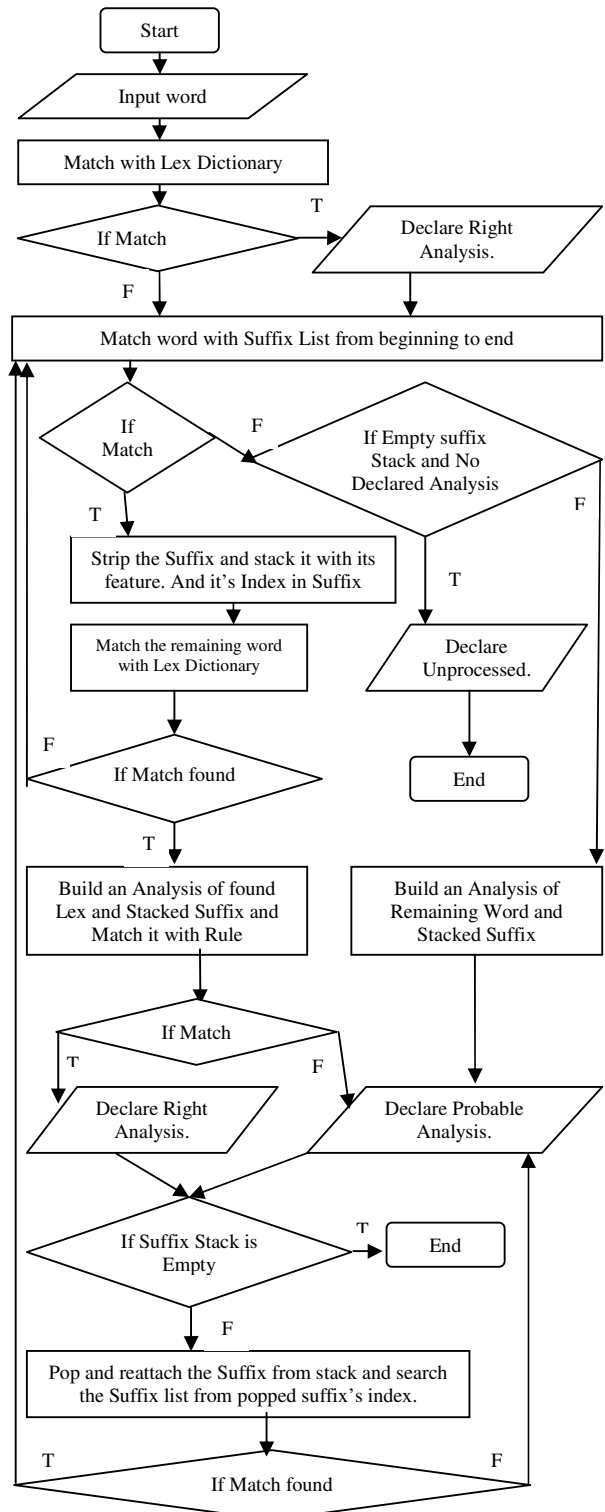 Start
Input word
Match with Lex Dictionary
T
If Match
Declare Right
Analysis.
F
Match word with Suffix List from beginning to end
If
Match
F
If Empty suffix
Stack and No
Declared Analysis
F
T
Strip the Suffix and stack it with its
feature. And it's Index in Suffix
T
Match the remaining word
with Lex Dictionary
Declare
Unprocessed.
F
If Match found
End
T
Build an Analysis of found
Lex and Stacked Suffix and
Match it with Rule
Build an Analysis of
Remaining Word and
Stacked Suffix
If Match
T
F
Declare Right
Analysis.
Declare Probable
Analysis.
If Suffix Stack is
Empty
T
End
F
Pop and reattach the Suffix from stack and search
the Suffix list from popped suffix's index.
T
If Match found
F